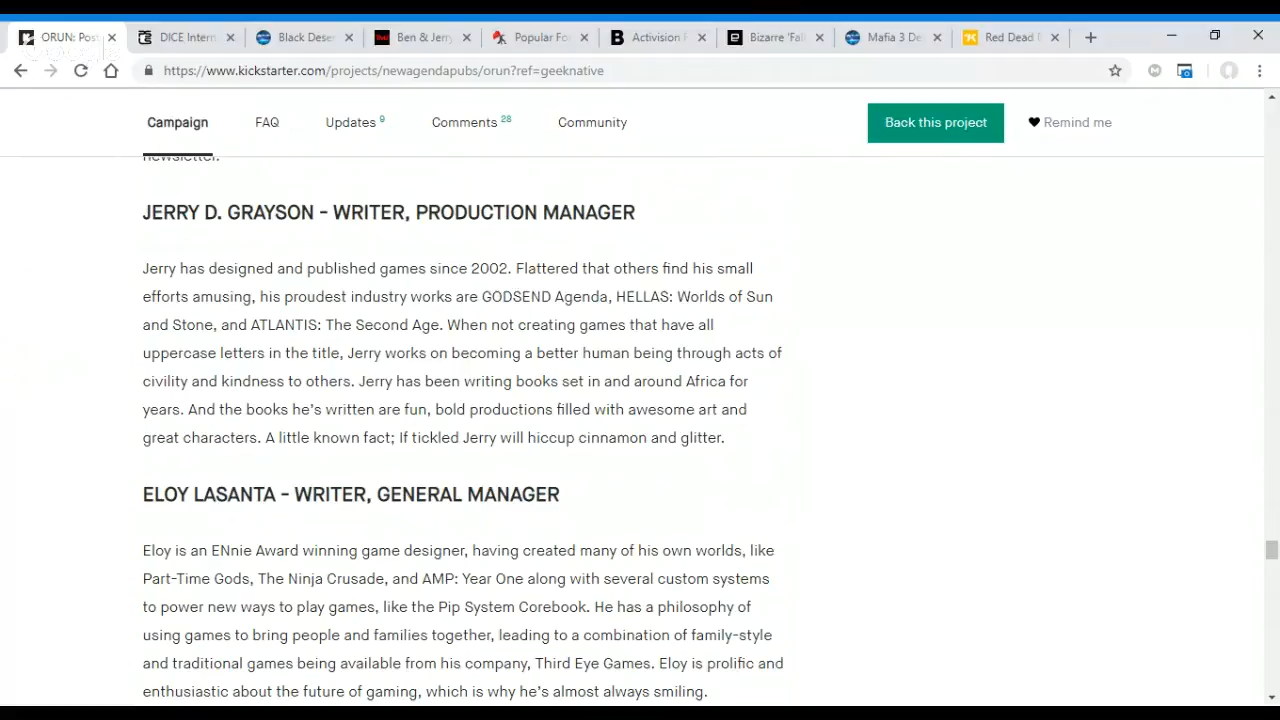 ORUN: Pos
DICE Intern
Black Deser
Ben & Jerry
Popular Fo
Activision
Bizarre 'Fal
Mafia 3 De
Red Dead
https://www.kickstarter.com/projects/newagendapubs/orun?ref=geeknative
Campaign
FAQ
Updates 9
Comments 28
Community
Back this project
Remind me
newsletter.
JERRY D. GRAYSON - WRITER, PRODUCTION MANAGER
Jerry has designed and published games since 2002. Flattered that others find his small
efforts amusing, his proudest industry works are GODSEND Agenda, HELLAS: Worlds of Sun
and Stone, and ATLANTIS: The Second Age. When not creating games that have all
uppercase letters in the title, Jerry works on becoming a better human being through acts of
civility and kindness to others. Jerry has been writing books set in and around Africa for
years. And the books he's written are fun, bold productions filled with awesome art and
great characters. A little known fact; If tickled Jerry will hiccup cinnamon and glitter.
ELOY LASANTA - WRITER, GENERAL MANAGER
Eloy is an ENnie Award winning game designer, having created many of his own worlds, like
Part-Time Gods, The Ninja Crusade, and AMP: Year One along with several custom systems
to power new ways to play games, like the Pip System Corebook. He has a philosophy of
using games to bring people and families together, leading to a combination of family-style
and traditional games being available from his company, Third Eye Games. Eloy is prolific and
enthusiastic about the future of gaming, which is why he's almost always smiling.